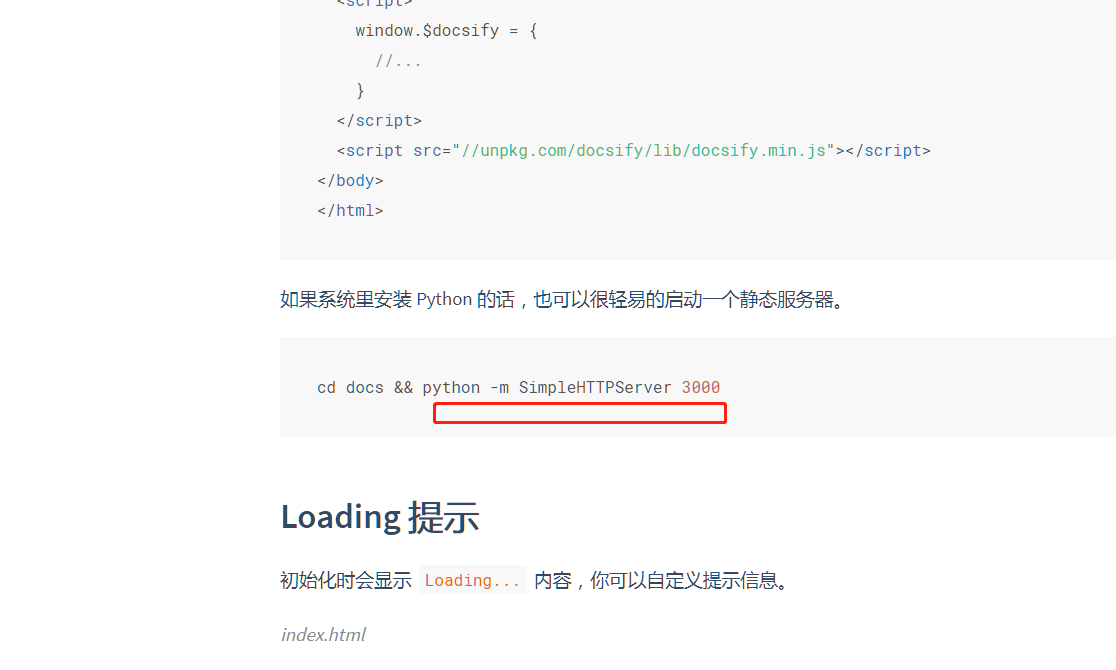 <script>
window.$docsify = {
//...
}
</script>
<script src="//unpkg.com/docsify/lib/docsify.min.js"></script>
</body>
</html>
如果系统里安装 Python 的话，也可以很轻易的启动一个静态服务器。
cd docs && python -m SimpleHTTPServer 3000
Loading 提示
初始化时会显示 Loading... 内容，你可以自定义提示信息。
index.html